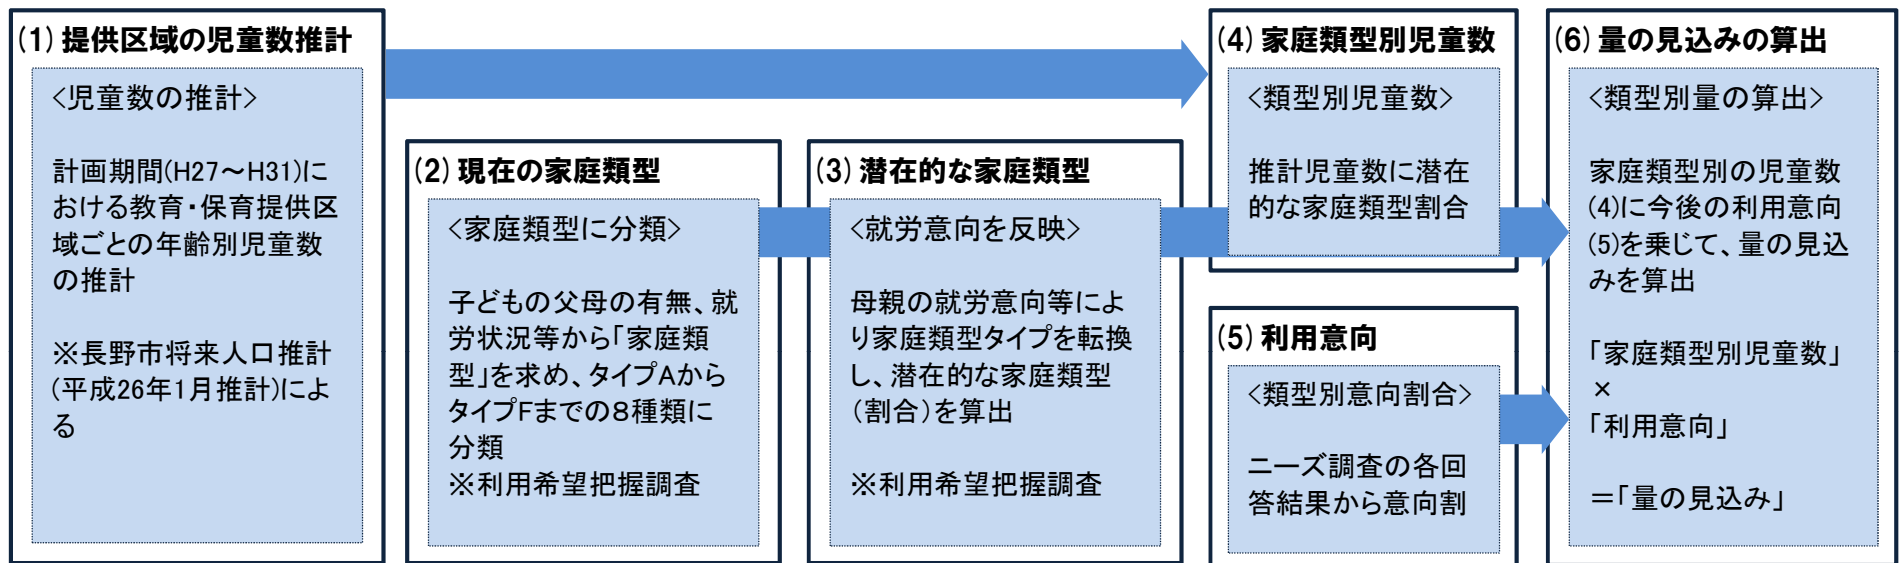 (1) 提供区域の児童数推計
<児童数の推計>
計画期間(H27～H31)に
おける教育・保育提供区
域ごとの年齢別児童数
の推計
※長野市将来人口推計
(平成26年1月推計)によ
る
(2) 現在の家庭類型
<家庭類型に分類>
子どもの父母の有無、就
労状況等から「家庭類
型」を求め、タイプAから
タイプFまでの８種類に
分類
※利用希望把握調査
(3) 潜在的な家庭類型
<就労意向を反映>
母親の就労意向等によ
り家庭類型タイプを転換
し、潜在的な家庭類型
(割合)を算出
※利用希望把握調査
(4) 家庭類型別児童数
<類型別児童数>
推計児童数に潜在
的な家庭類型割合
(5) 利用意向
<類型別意向割合>
ニーズ調査の各回
答結果から意向割
(6) 量の見込みの算出
<類型別量の算出>
家庭類型別の児童数
(4)に今後の利用意向
(5)を乗じて、量の見込
みを算出
「家庭類型別児童数」
×
「利用意向」
＝「量の見込み」